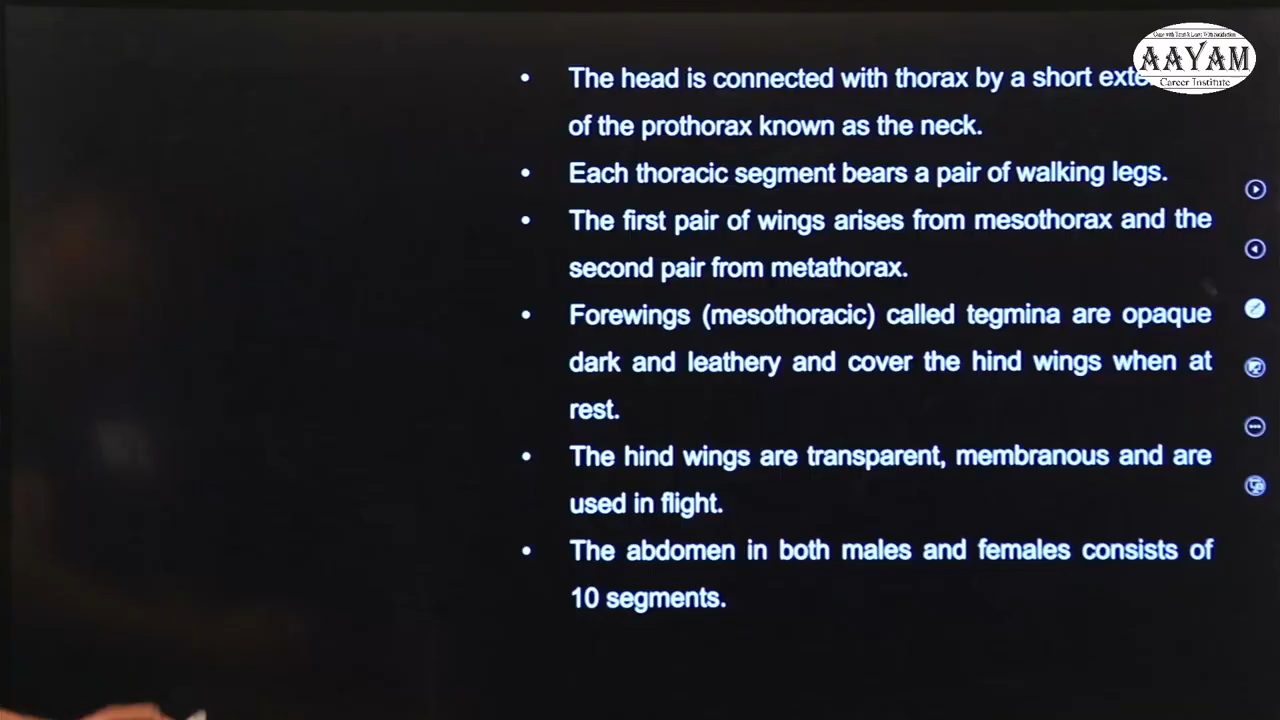 AAYAM
Career Institute
• The head is connected with thorax by a short
of the prothorax known as the neck.
• Each thoracic segment bears a pair of walking legs.
• The first pair of wings arises from mesothorax and the
second pair from metathorax.
• Forewings (mesothoracic) called tegmina are opaque
dark and leathery and cover the hind wings when at
rest.
• The hind wings are transparent, membranous and are
used in flight.
• The abdomen in both males and females consists of
10 segments.